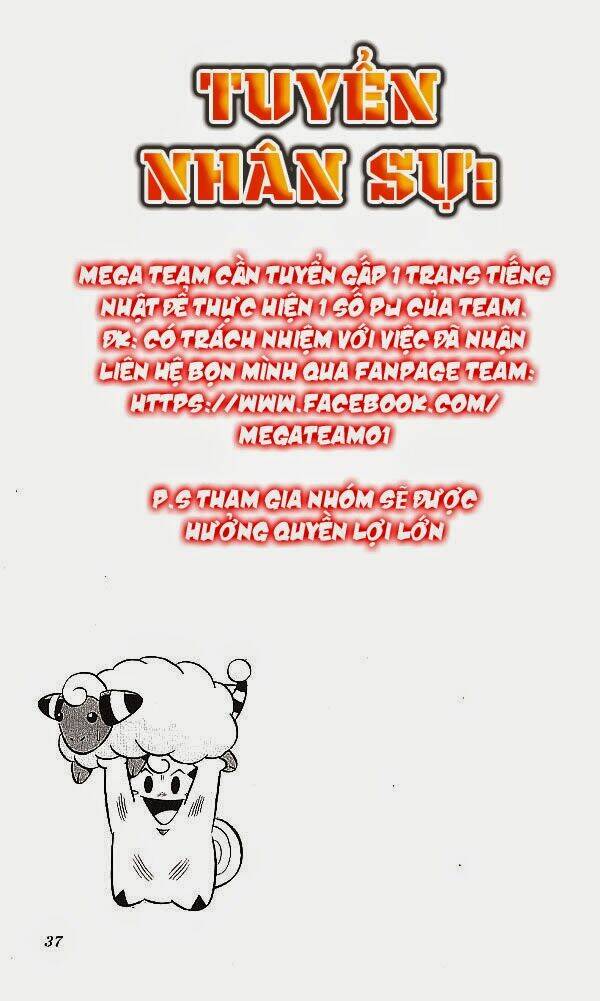 TUYỂN
NHÂN SỰ:
MEGA TEAM CẦN TUYỂN GẤP 1 TRANS TIẾNG
NHẬT ĐỂ THỰC HIỆN 1 SỐ PJ CỦA TEAM.
ĐK: CÓ TRÁCH NHIỆM VỚI VIỆC ĐÃ NHẬN
LIÊN HỆ BỌN MÌNH QUA FANPAGE TEAM:
HTTPS://WWW.FACEBOOK.COM/
MEGATEAM01
P.S THAM GIA NHÓM SẼ ĐƯỢC
HƯỞNG QUYỀN LỢI LỚN
37